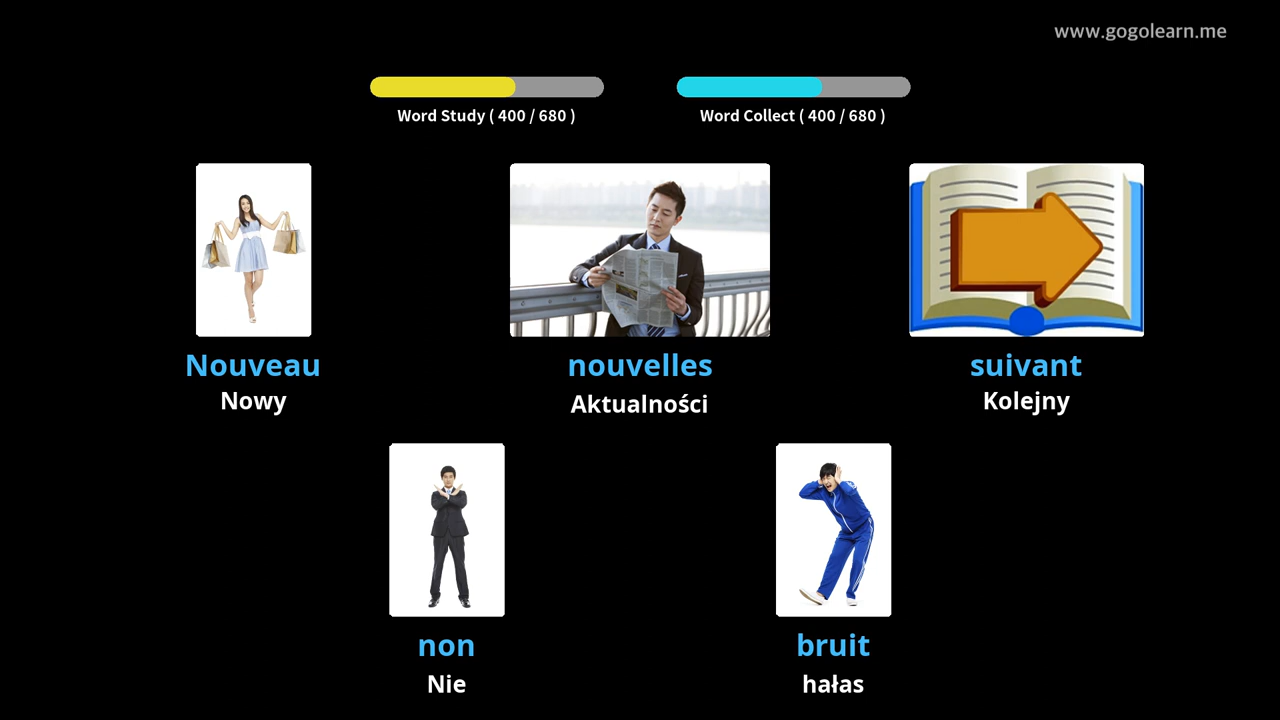 www.gogolearn.me
Word Study ( 400 / 680 )
Word Collect ( 400 / 680 )
Nouveau
Nowy
nouvelles
Aktualności
suivant
Kolejny
non
Nie
bruit
hałas